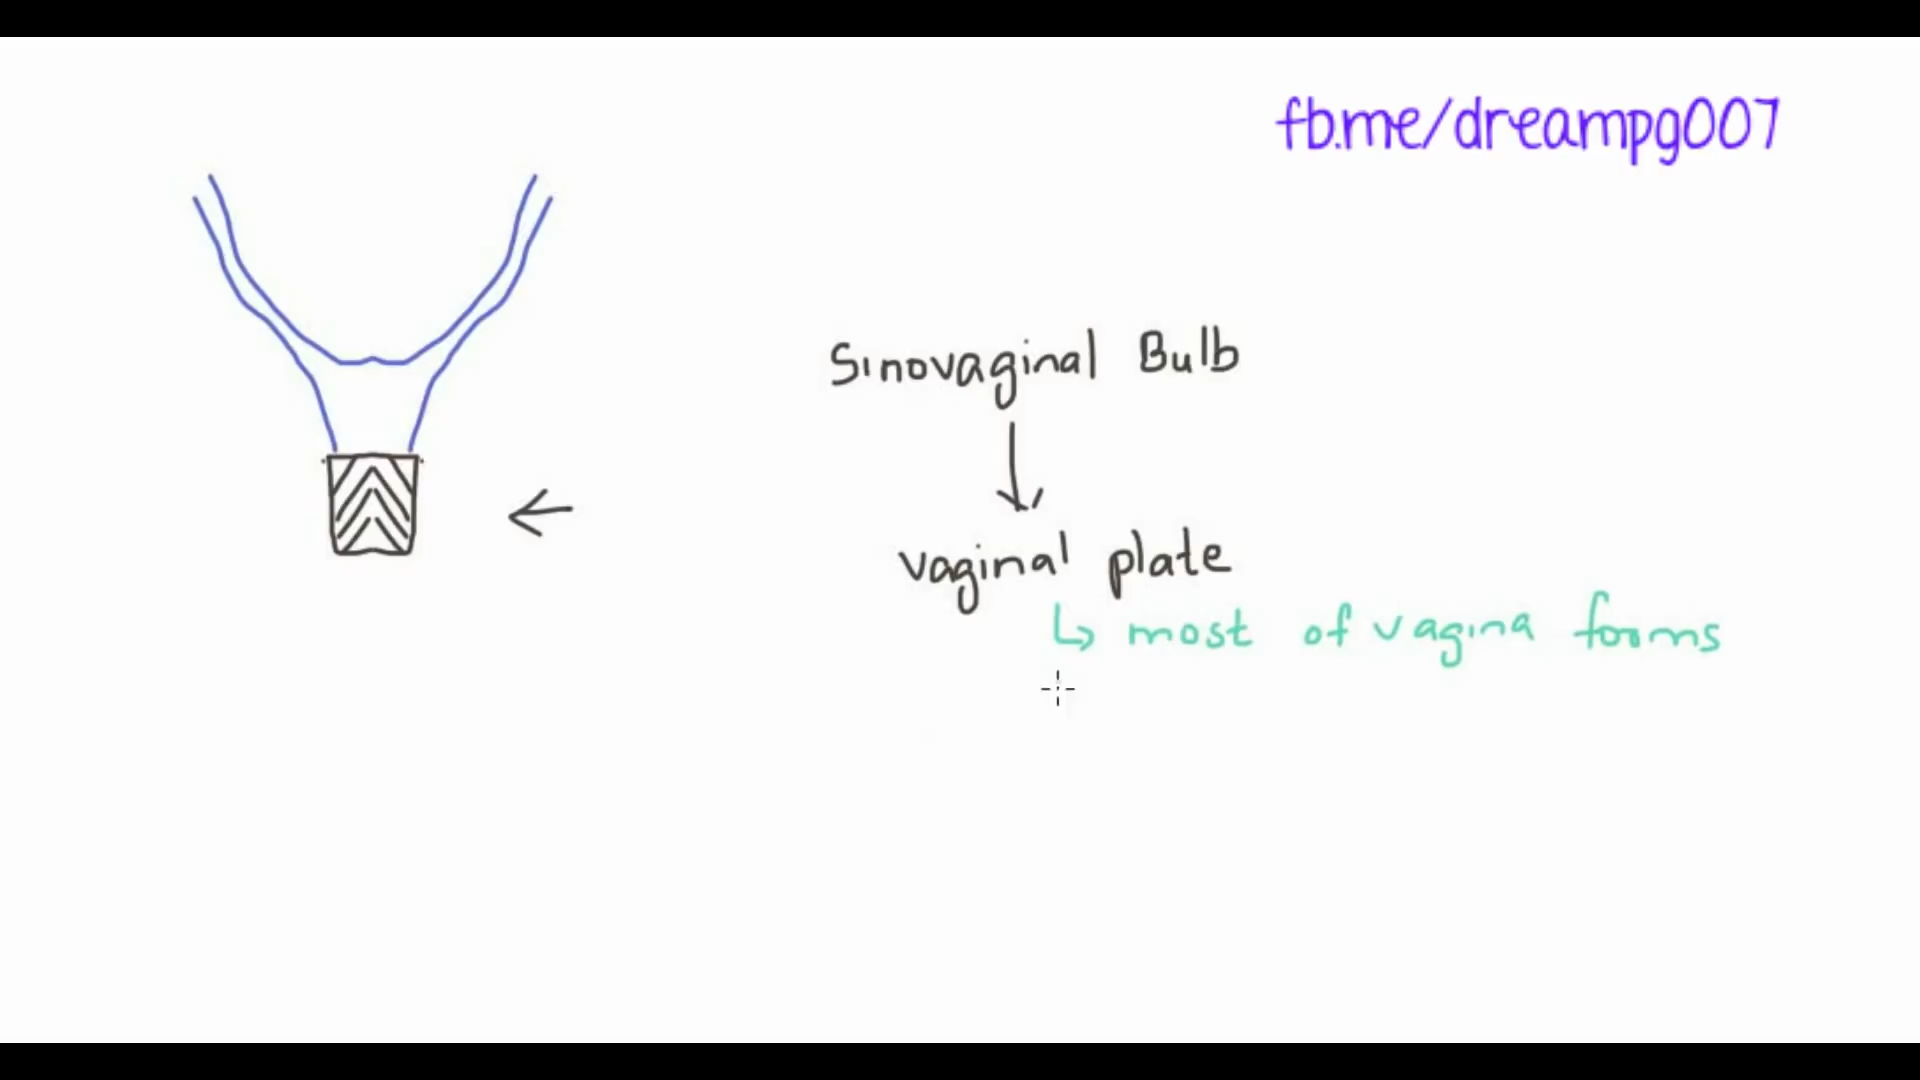 fb.me/dreampg007
Sinovaginal Bulb
vaginal plate
↳ most of vagina forms